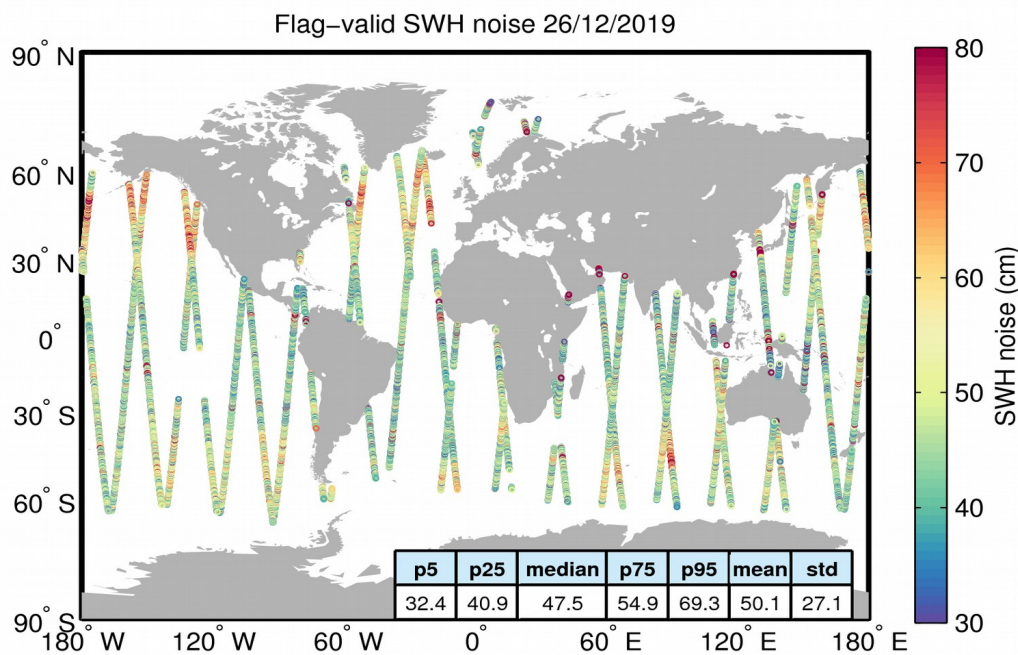 Flag−valid SWH noise 26/12/2019
90° N
60° N
30° N
0°
30° S
60° S
90° S
180° W 120° W 60° W 0° 60° E 120° E 180° E
p5 p25 median p75 p95 mean std
32.4 40.9 47.5 54.9 69.3 50.1 27.1
80
70
60
50
40
30
SWH noise (cm)